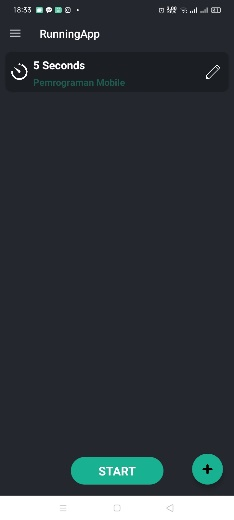 18:33
RunningApp
5 Seconds
Pemrograman Mobile
START